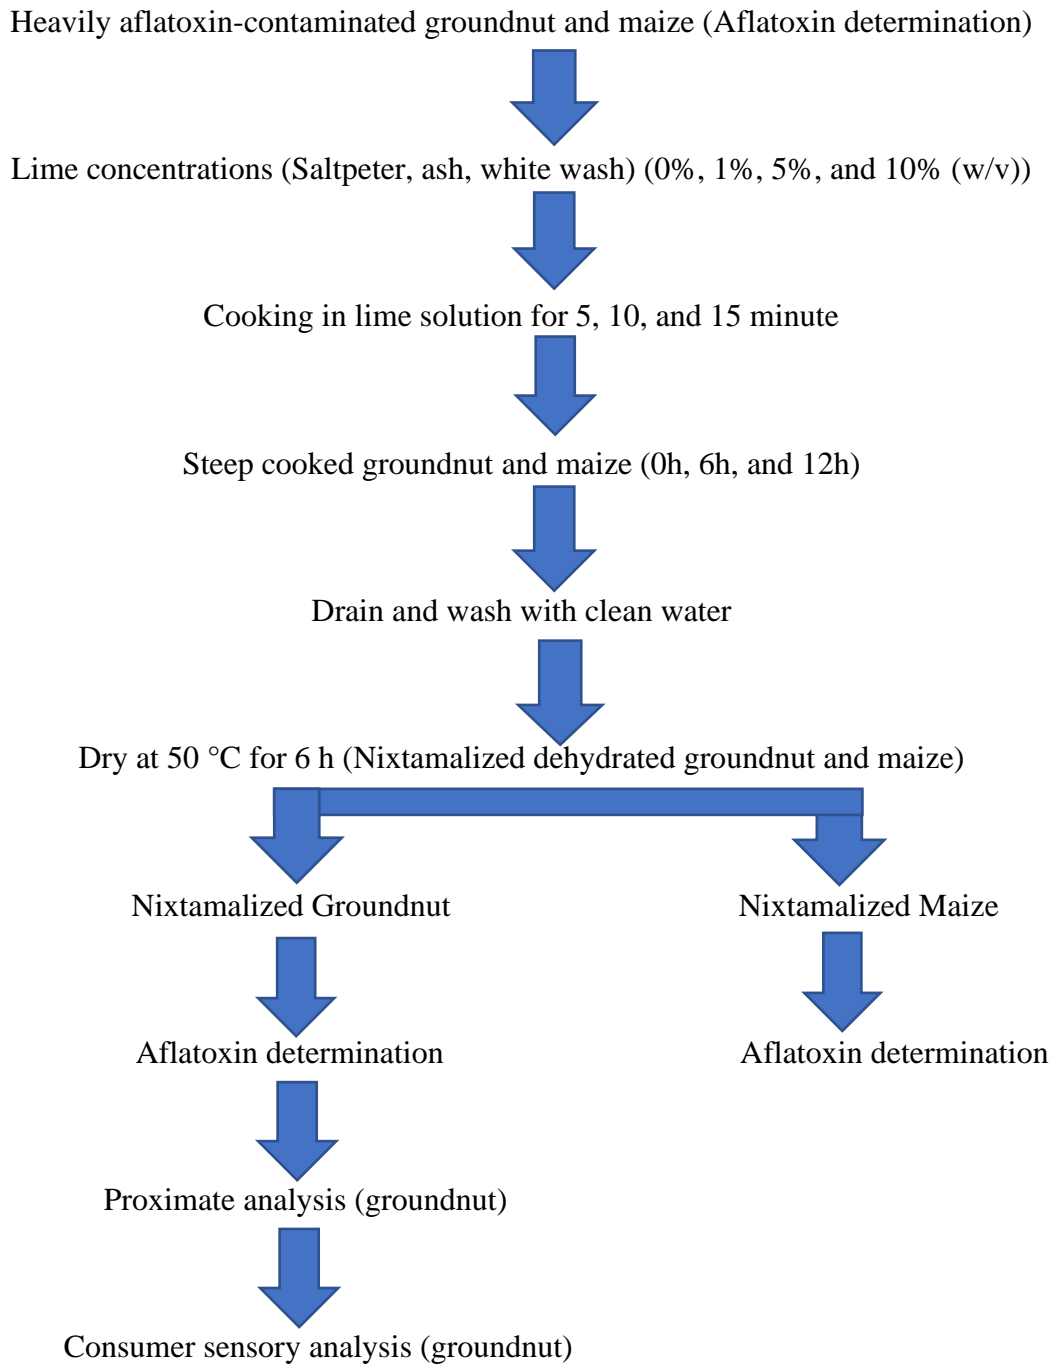 Heavily aflatoxin-contaminated groundnut and maize (Aflatoxin determination)
Lime concentrations (Saltpeter, ash, white wash) (0%, 1%, 5%, and 10% (w/v))
Cooking in lime solution for 5, 10, and 15 minute
Steep cooked groundnut and maize (0h, 6h, and 12h)
Drain and wash with clean water
Dry at 50 °C for 6 h (Nixtamalized dehydrated groundnut and maize)
Nixtamalized Groundnut
Nixtamalized Maize
Aflatoxin determination
Aflatoxin determination
Proximate analysis (groundnut)
Consumer sensory analysis (groundnut)